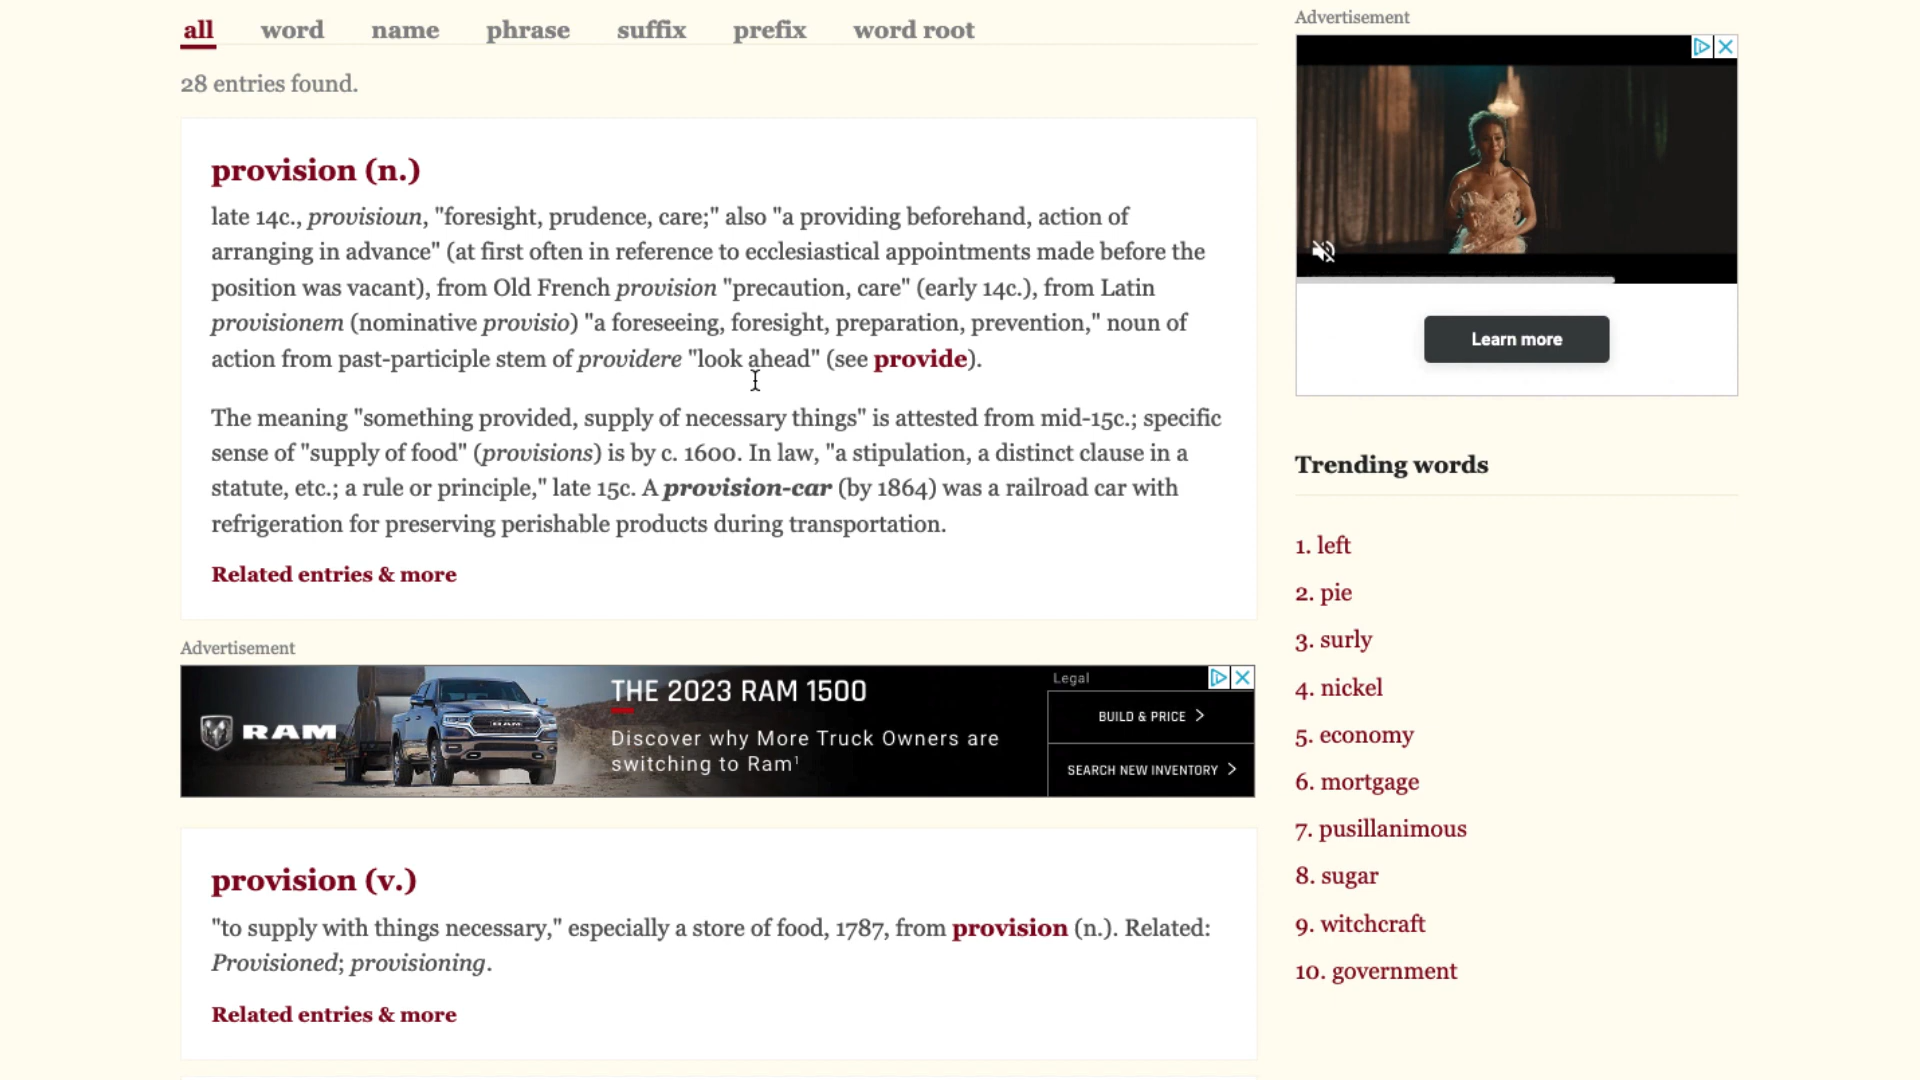 all word name phrase suffix prefix word root
28 entries found.
provision (n.)
late 14c., provisioun, "foresight, prudence, care;" also "a providing beforehand, action of
arranging in advance" (at first often in reference to ecclesiastical appointments made before the
position was vacant), from Old French provision "precaution, care" (early 14c.), from Latin
provisionem (nominative provisio) "a foreseeing, foresight, preparation, prevention," noun of
action from past-participle stem of providere "look ahead" (see provide).
The meaning "something provided, supply of necessary things" is attested from mid-15c.; specific
sense of "supply of food" (provisions) is by c. 1600. In law, "a stipulation, a distinct clause in a
statute, etc.; a rule or principle," late 15c. A provision-car (by 1864) was a railroad car with
refrigeration for preserving perishable products during transportation.
Related entries & more
Advertisement
RAM
THE 2023 RAM 1500
Discover why More Truck Owners are
switching to Ram¹
Legal
BUILD & PRICE
SEARCH NEW INVENTORY
provision (v.)
"to supply with things necessary," especially a store of food, 1787, from provision (n.). Related:
Provisioned; provisioning.
Related entries & more
Advertisement
Learn more
Trending words
1. left
2. pie
3. surly
4. nickel
5. economy
6. mortgage
7. pusillanimous
8. sugar
9. witchcraft
10. government